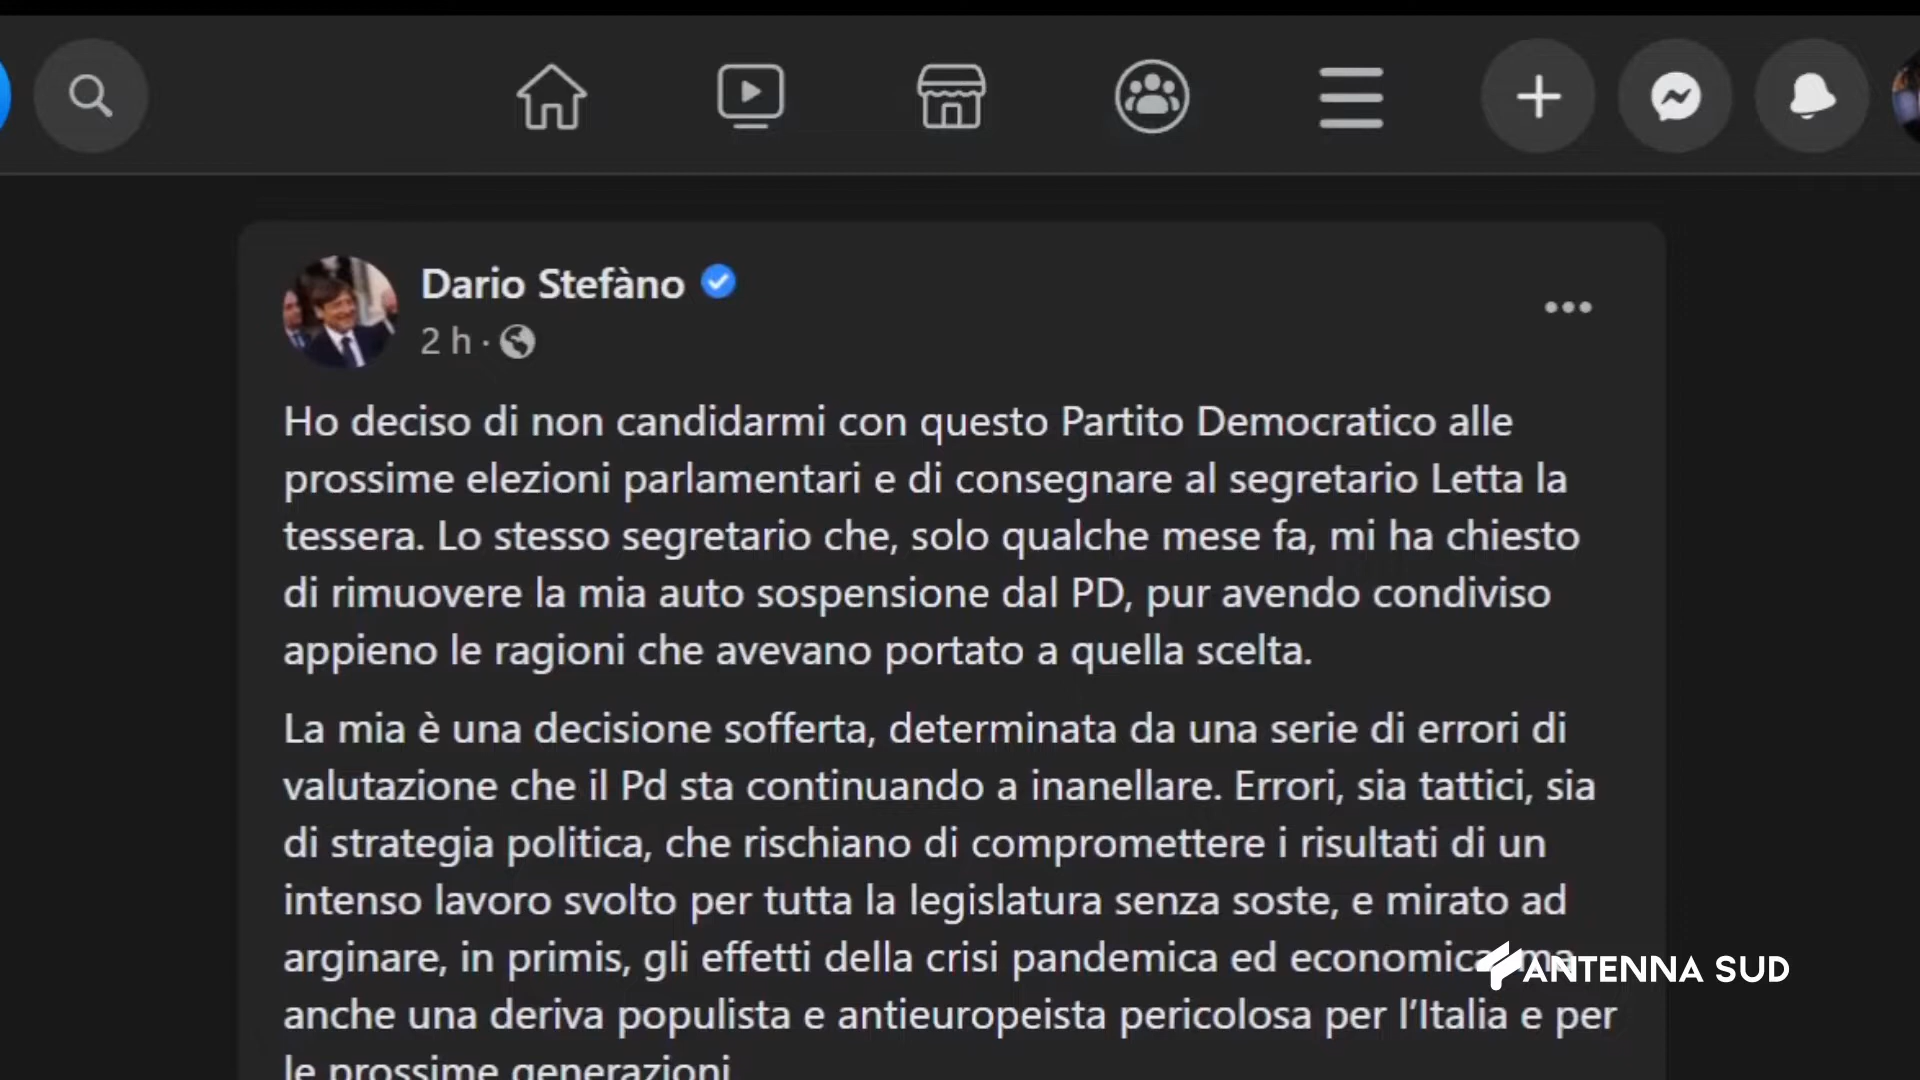 Dario Stefàno
2 h ·
Ho deciso di non candidarmi con questo Partito Democratico alle
prossime elezioni parlamentari e di consegnare al segretario Letta la
tessera. Lo stesso segretario che, solo qualche mese fa, mi ha chiesto
di rimuovere la mia auto sospensione dal PD, pur avendo condiviso
appieno le ragioni che avevano portato a quella scelta.
La mia è una decisione sofferta, determinata da una serie di errori di
valutazione che il Pd sta continuando a inanellare. Errori, sia tattici, sia
di strategia politica, che rischiano di compromettere i risultati di un
intenso lavoro svolto per tutta la legislatura senza soste, e mirato ad
arginare, in primis, gli effetti della crisi pandemica ed economica ma
ANTENNA SUD
anche una deriva populista e antieuropeista pericolosa per l’Italia e per
le prossime generazioni